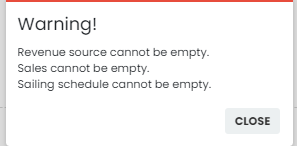 Warning!
Revenue source cannot be empty.
Sales cannot be empty.
Sailing schedule cannot be empty.
CLOSE